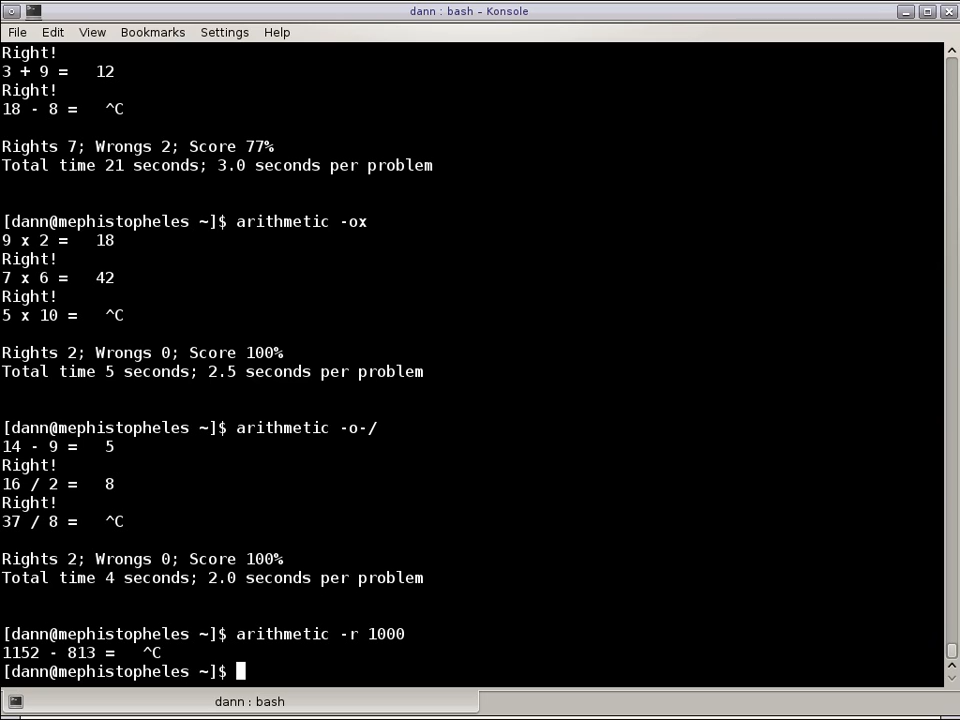 dann : bash - Konsole
File Edit View Bookmarks Settings Help
Right!
3 + 9 =   12
Right!
18 - 8 =   ^C
Rights 7; Wrongs 2; Score 77%
Total time 21 seconds; 3.0 seconds per problem
[dann@mephistopheles ~]$ arithmetic -ox
9 x 2 =   18
Right!
7 x 6 =   42
Right!
5 x 10 =   ^C
Rights 2; Wrongs 0; Score 100%
Total time 5 seconds; 2.5 seconds per problem
[dann@mephistopheles ~]$ arithmetic -o-/
14 - 9 =   5
Right!
16 / 2 =   8
Right!
37 / 8 =   ^C
Rights 2; Wrongs 0; Score 100%
Total time 4 seconds; 2.0 seconds per problem
[dann@mephistopheles ~]$ arithmetic -r 1000
1152 - 813 =   ^C
[dann@mephistopheles ~]$
dann : bash